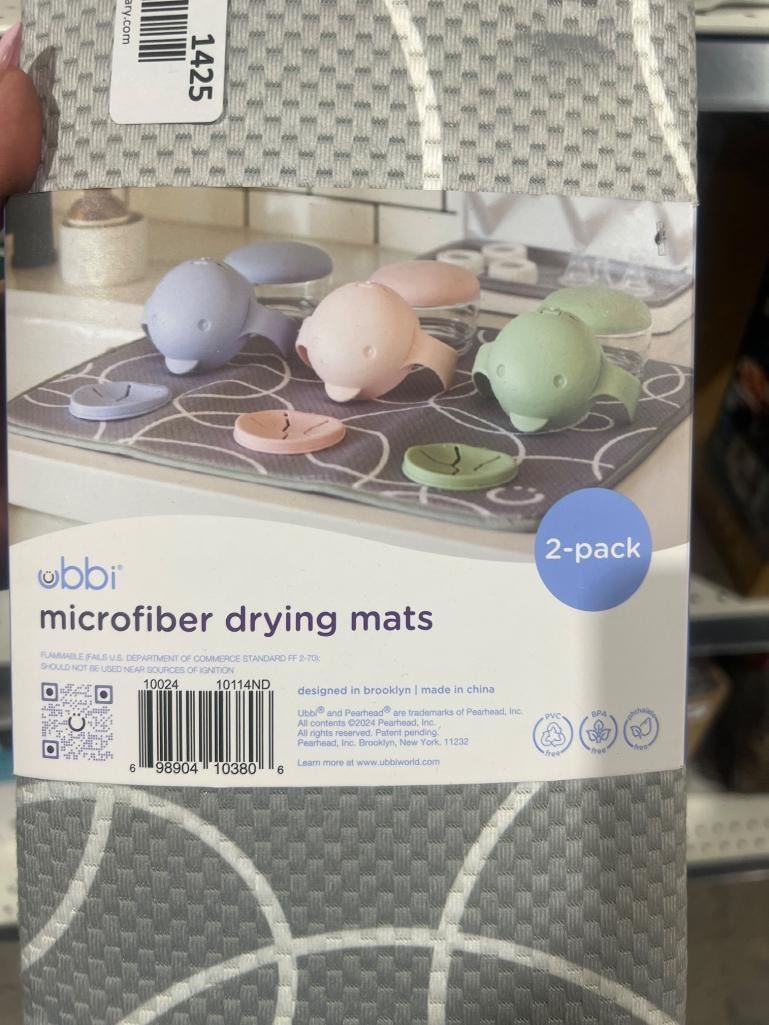 ary.com
1425
2-pack
ubbi®
microfiber drying mats
FLAMMABLE (FAILS U.S. DEPARTMENT OF COMMERCE STANDARD FF 2-70):
SHOULD NOT BE USED NEAR SOURCES OF IGNITION
10024 10114ND
6 98904 10380 6
designed in brooklyn | made in china
Ubbi® and Pearhead® are trademarks of Pearhead, Inc.
All contents ©2024 Pearhead, Inc.
All rights reserved. Patent pending.
Pearhead, Inc. Brooklyn, New York, 11232
Learn more at www.ubbiworld.com
PVC free
BPA free
phthalates free